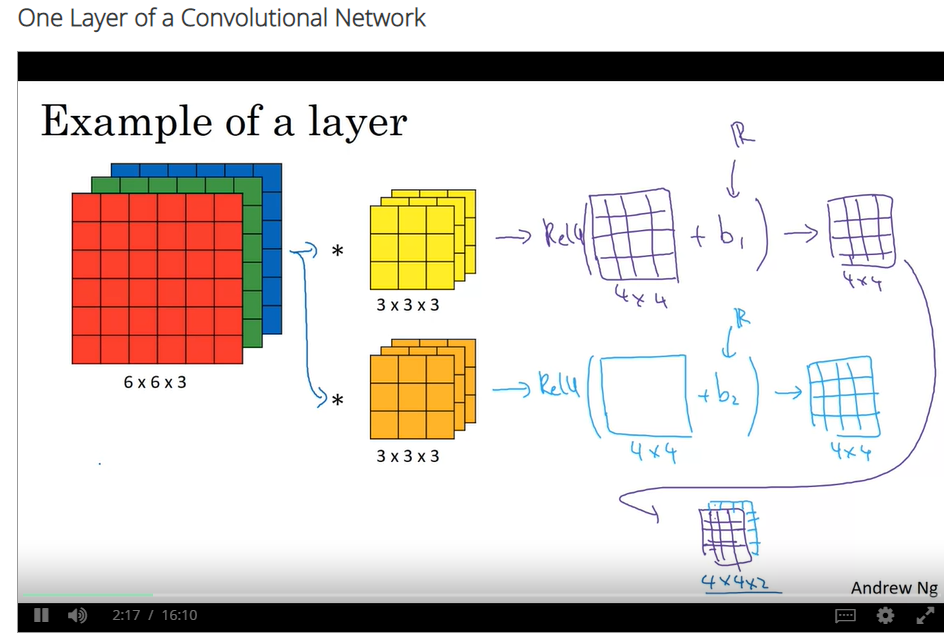 One Layer of a Convolutional Network
Example of a layer
ℝ
* → ReLU( + b₁ ) →
3 x 3 x 3
4 x 4
4 x 4
6 x 6 x 3
ℝ
* → ReLU( + b₂ ) →
3 x 3 x 3
4 x 4
4 x 4
4 x 4 x 2
Andrew Ng
2:17 / 16:10